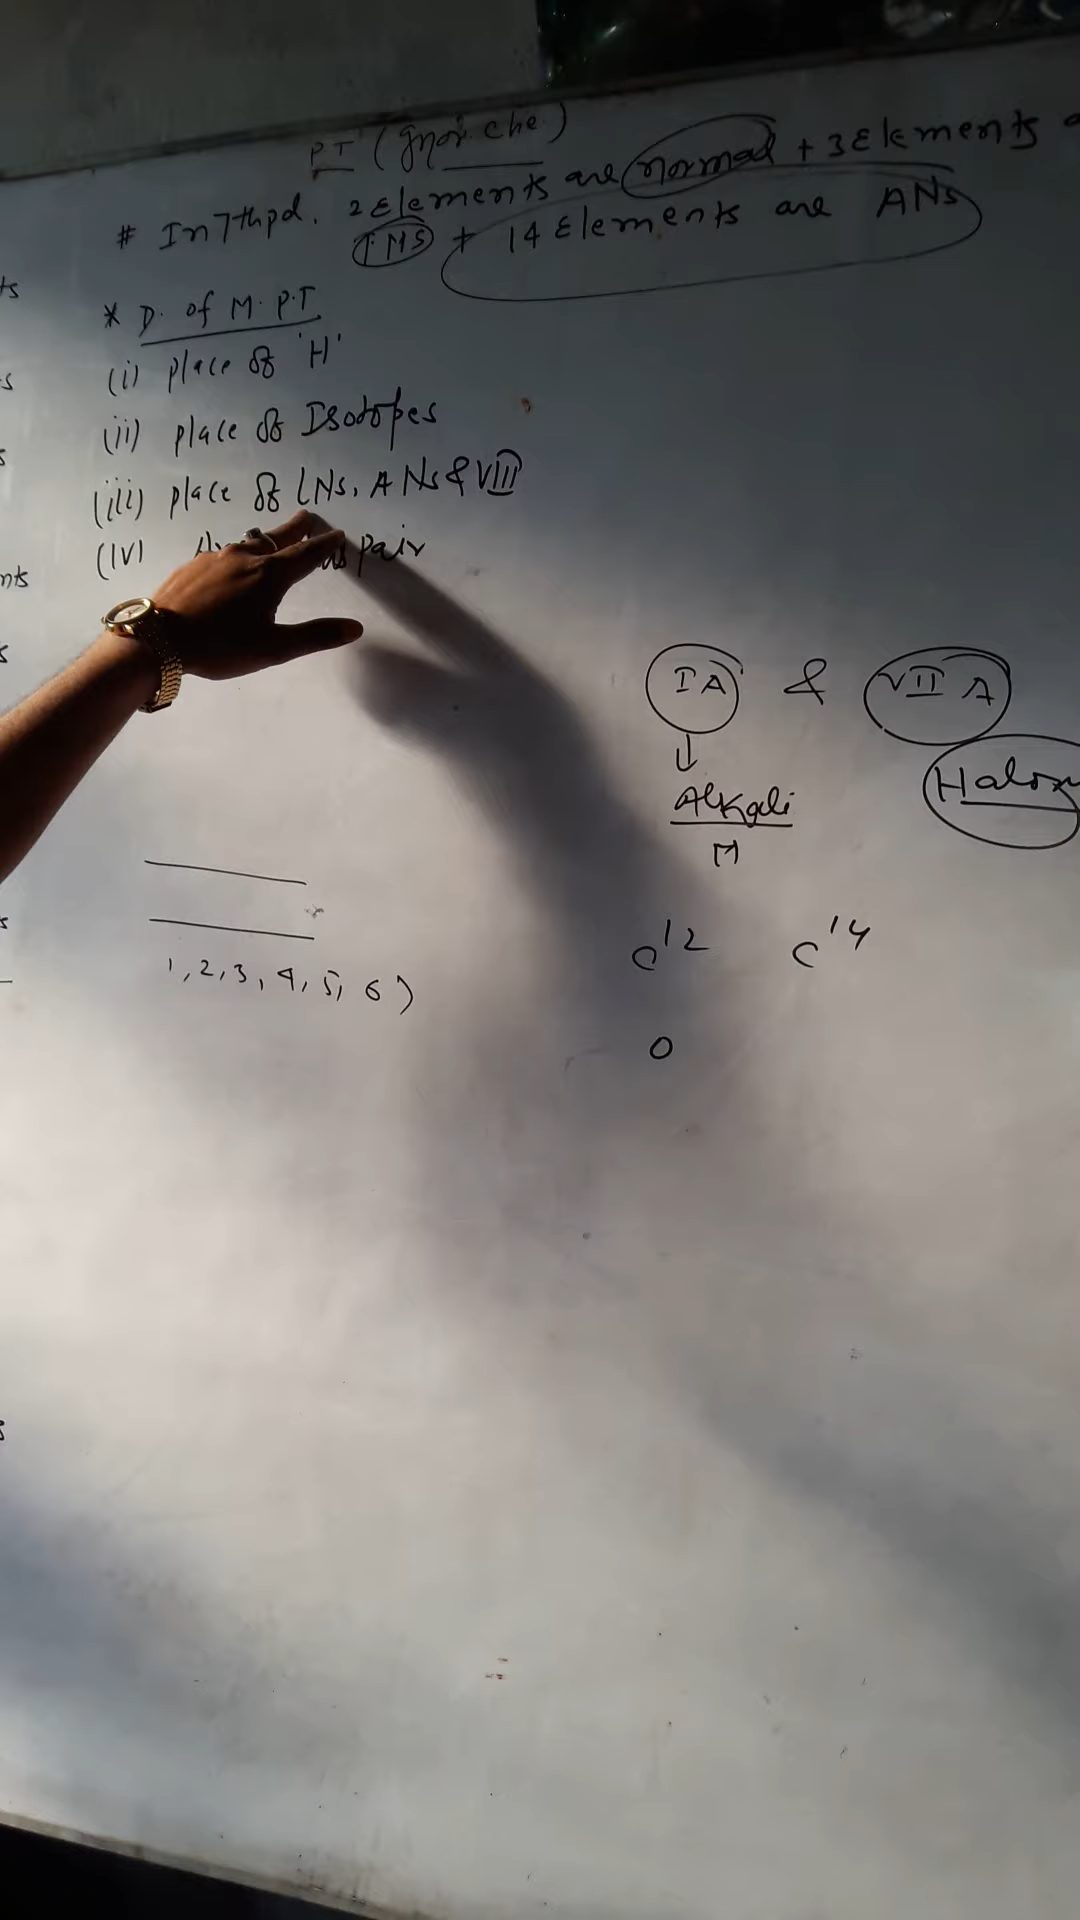 PT (Inor. Che.)
# In 7th pd. 2 Elements are normal + 3 Elements
TMS + 14 Elements are ANs
* D. of M. P.T
(i) place of 'H'
(ii) place of Isotopes
(iii) place of LNs, ANs & VIII
(IV) pair
IA & VII A
Alkali
M
C12 C14
1, 2, 3, 4, 5, 6)
O